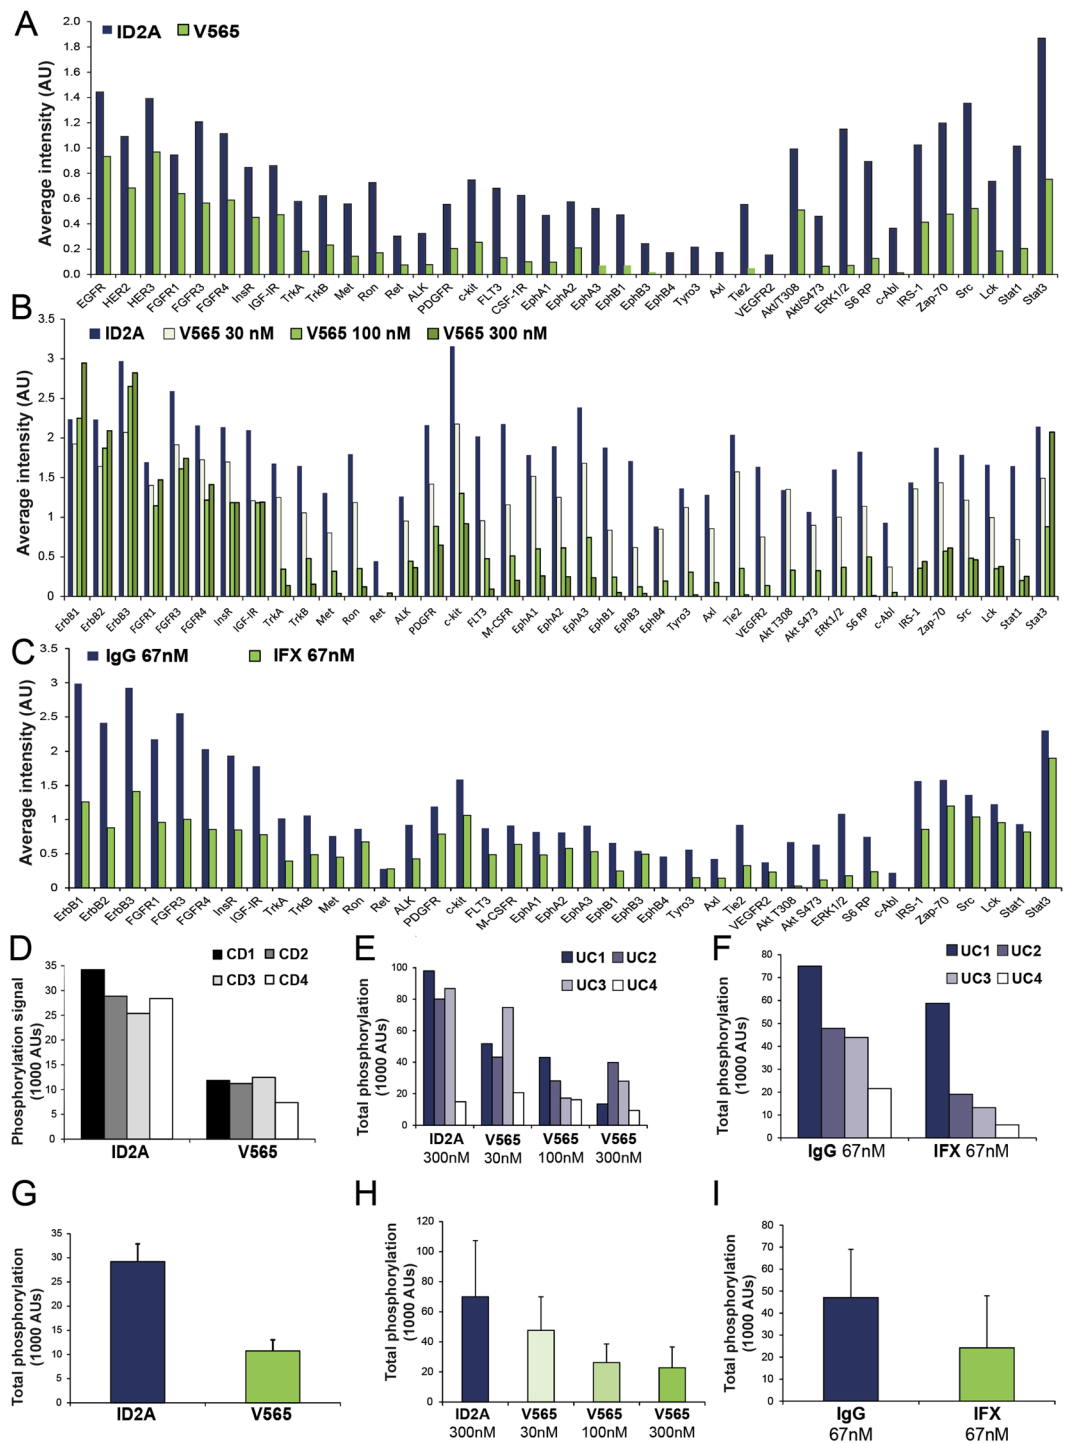 A
ID2A V565
Average intensity (AU)
2.0
1.8
1.6
1.4
1.2
1.0
0.8
0.6
0.4
0.2
0.0
EGFR HER2 HER3 FGFR1 FGFR3 FGFR4 InsR IGF-IR TrkA TrkB Met Ron Ret ALK PDGFR c-kit FLT3 CSF-1R EphA1 EphA2 EphA3 EphB1 EphB3 EphB4 Tyro3 Axl Tie2 VEGFR2 Akt/T308 Akt/S473 ERK1/2 S6 RP c-Abl IRS-1 Zap-70 Src Lck Stat1 Stat3
B
ID2A V565 30 nM V565 100 nM V565 300 nM
Average intensity (AU)
3.5
3
2.5
2
1.5
1
0.5
0
ErbB1 ErbB2 ErbB3 FGFR1 FGFR3 FGFR4 InsR IGF-IR TrkA TrkB Met Ron Ret ALK PDGFR c-kit FLT3 M-CSFR EphA1 EphA2 EphA3 EphB1 EphB3 EphB4 Tyro3 Axl Tie2 VEGFR2 Akt T308 Akt S473 ERK1/2 S6 RP c-Abl IRS-1 Zap-70 Src Lck Stat1 Stat3
C
IgG 67nM IFX 67nM
Average intensity (AU)
3.5
3
2.5
2
1.5
1
0.5
0
ErbB1 ErbB2 ErbB3 FGFR1 FGFR3 FGFR4 InsR IGF-IR TrkA TrkB Met Ron Ret ALK PDGFR c-kit FLT3 M-CSFR EphA1 EphA2 EphA3 EphB1 EphB3 EphB4 Tyro3 Axl Tie2 VEGFR2 Akt T308 Akt S473 ERK1/2 S6 RP c-Abl IRS-1 Zap-70 Src Lck Stat1 Stat3
D
CD1 CD2
CD3 CD4
Phosphorylation signal
(1000 AUs)
35
30
25
20
15
10
5
0
ID2A V565
E
UC1 UC2
UC3 UC4
Total phosphorylation
(1000 AUs)
100
80
60
40
20
0
ID2A V565 V565 V565
300nM 30nM 100nM 300nM
F
UC1 UC2
UC3 UC4
Total phosphorylation
(1000 AUs)
80
70
60
50
40
30
20
10
0
IgG 67nM IFX 67nM
G
Total phosphorylation
(1000 AUs)
35
30
25
20
15
10
5
0
ID2A V565
H
Total phosphorylation
(1000 AUs)
120
100
80
60
40
20
0
ID2A V565 V565 V565
300nM 30nM 100nM 300nM
I
Total phosphorylation
(1000 AUs)
80
70
60
50
40
30
20
10
0
IgG IFX
67nM 67nM